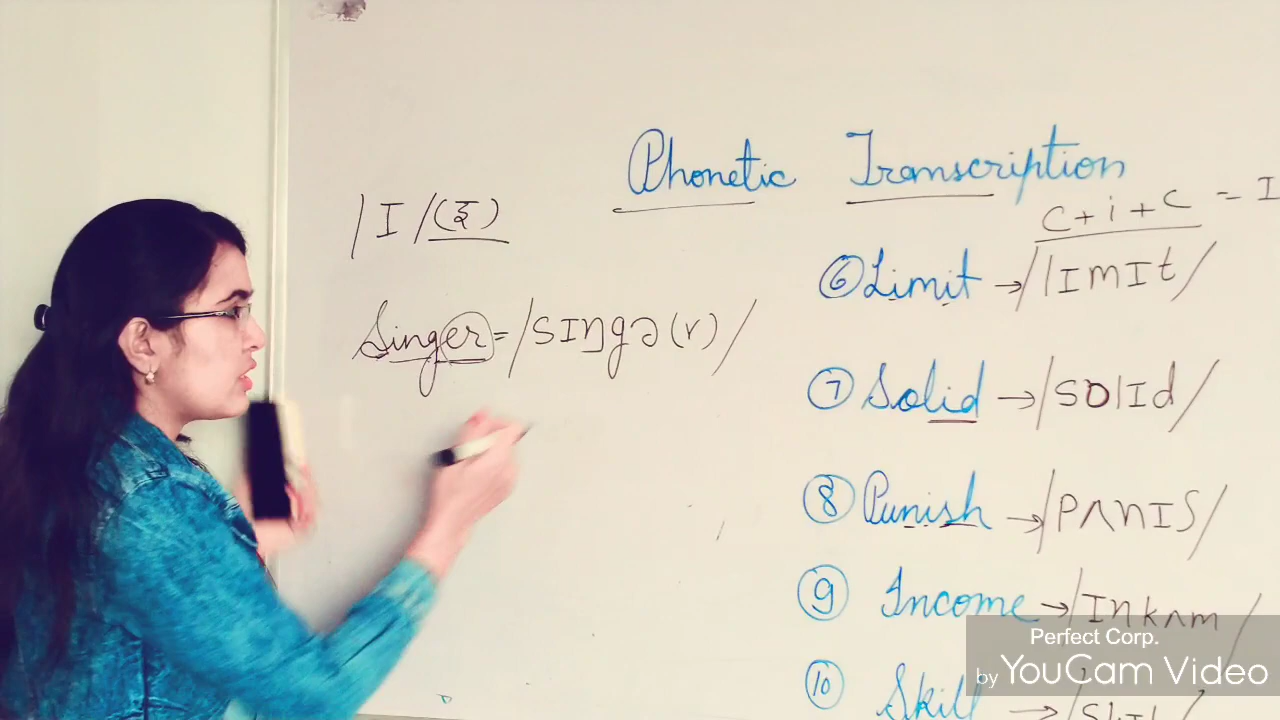 Phonetic Transcription
/I/(इ)
C+i+C = I
Singer = /sIŋgə(r)/
⑥ Limit → /lImIt/
⑦ Solid → /sɒlId/
⑧ Punish → /pʌnIʃ/
⑨ Income → /Inkʌm/
⑩ Skill →
Perfect Corp.
by YouCam Video